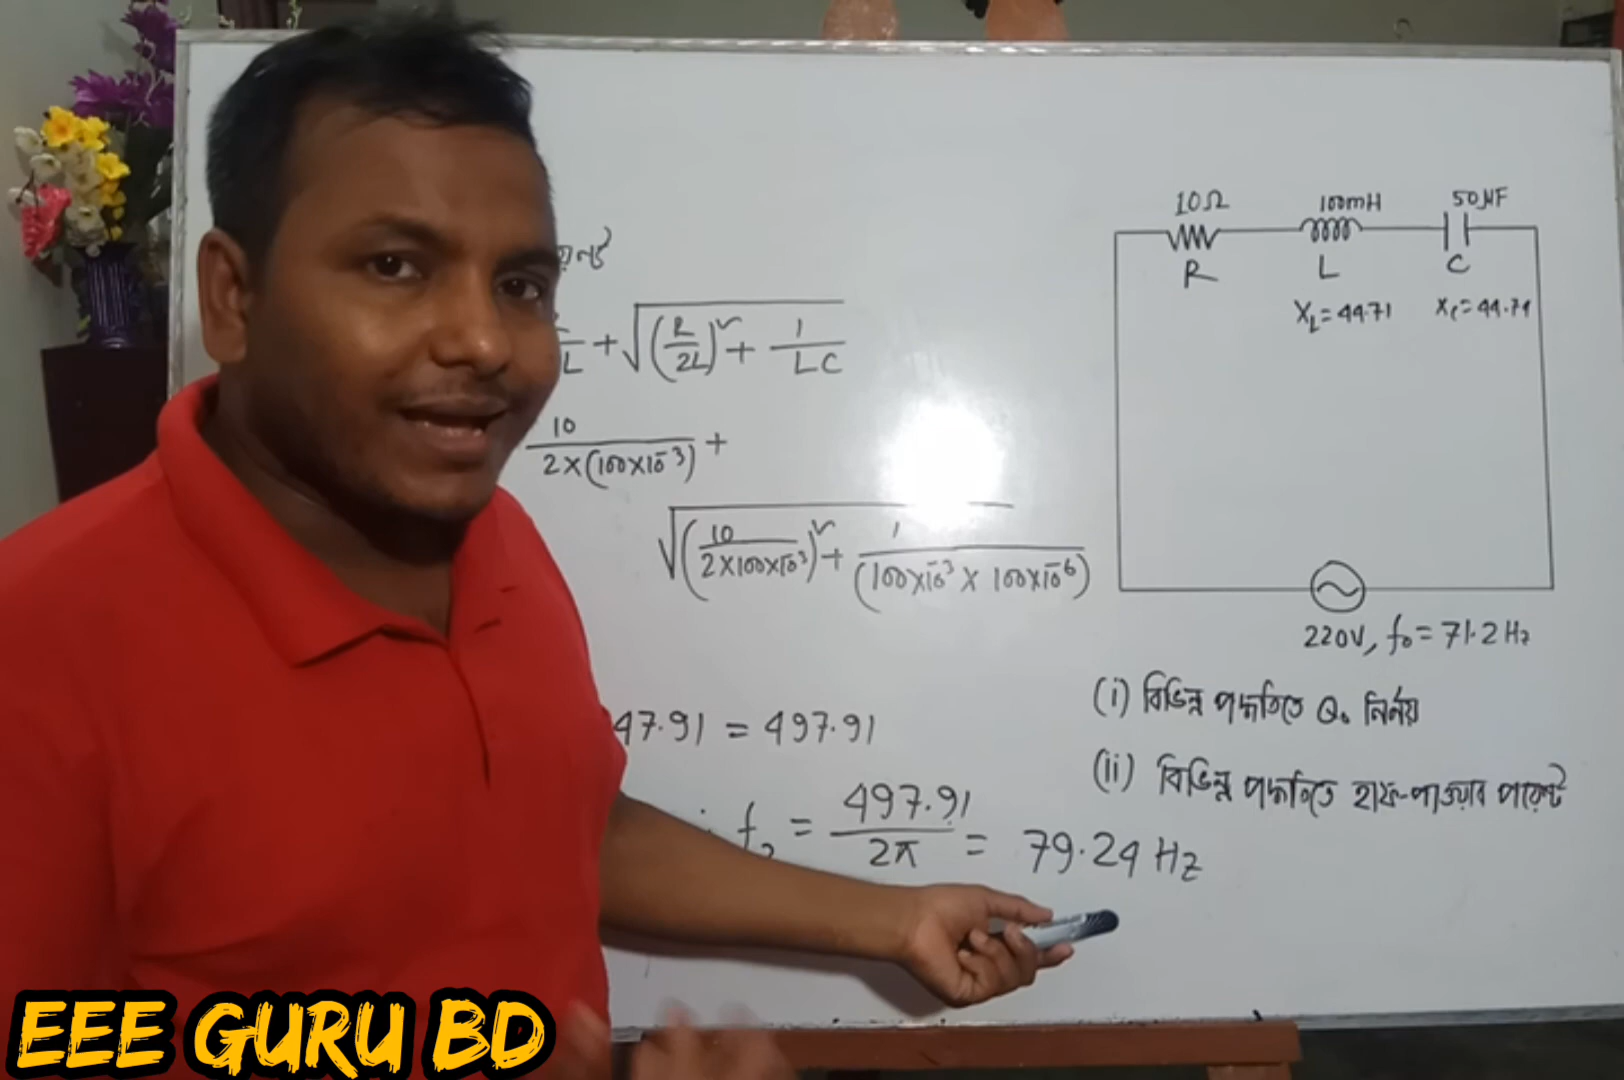 L + √((R/2L)² + 1/LC)
10/(2×(100×10⁻³)) +
√((10/(2×100×10⁻³))² + 1/(100×10⁻³ × 100×10⁻⁶))
47.91 = 497.91
f₂ = 497.91/2π = 79.24 Hz
10Ω 100mH 50μF
R L C
X_L = 44.71 X_C = 44.71
220V, f₀ = 71.2 Hz
(i) বিভিন্ন পদ্ধতিতে Q₀ নির্নয়
(ii) বিভিন্ন পদ্ধতিতে হাফ-পাওয়ার পয়েন্ট
EEE GURU BD